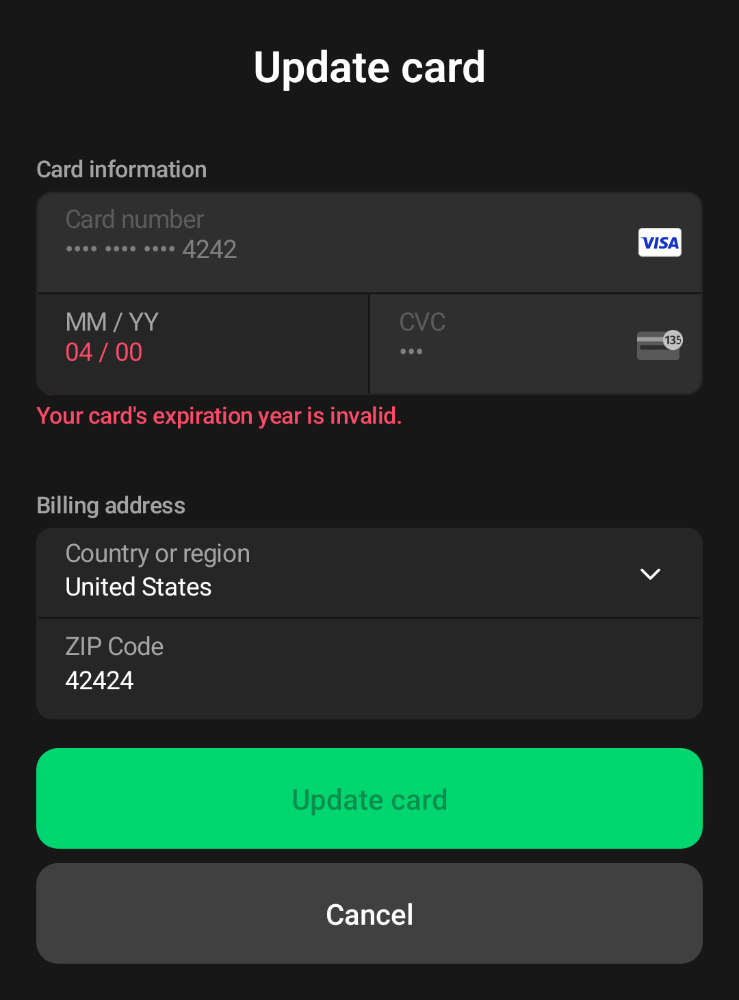 Update card
Card information
Card number
•••• •••• •••• 4242
VISA
MM / YY
04 / 00
CVC
•••
135
Your card's expiration year is invalid.
Billing address
Country or region
United States
ZIP Code
42424
Update card
Cancel